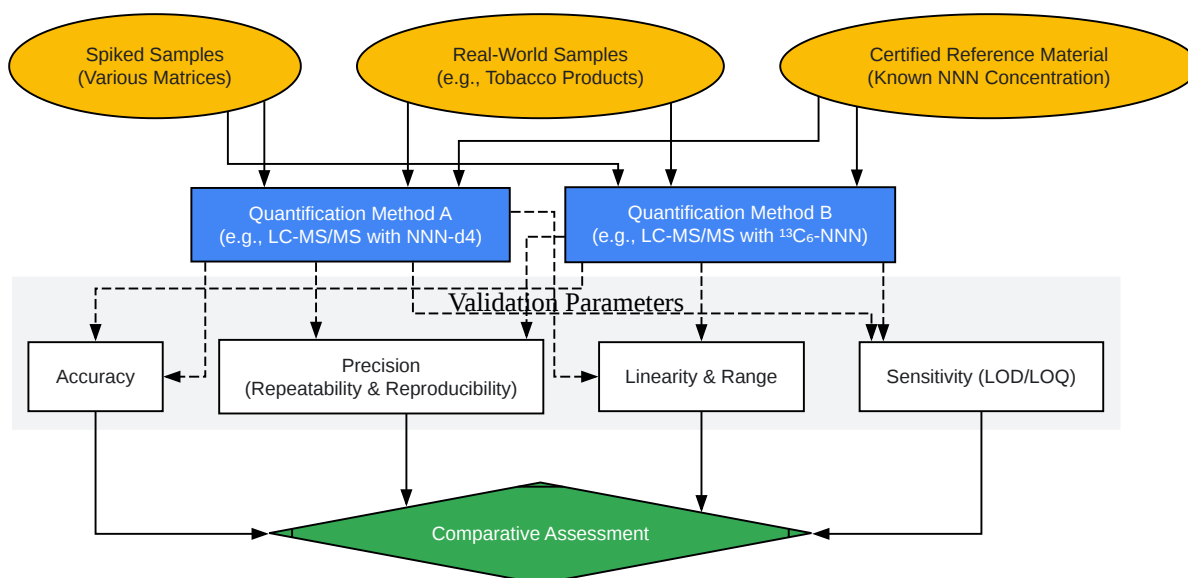 Spiked Samples
(Various Matrices)
Real-World Samples
(e.g., Tobacco Products)
Certified Reference Material
(Known NNN Concentration)
Quantification Method A
(e.g., LC-MS/MS with NNN-d4)
Quantification Method B
(e.g., LC-MS/MS with ¹³C₆-NNN)
Validation Parameters
Accuracy
Precision
(Repeatability & Reproducibility)
Linearity & Range
Sensitivity (LOD/LOQ)
Comparative Assessment